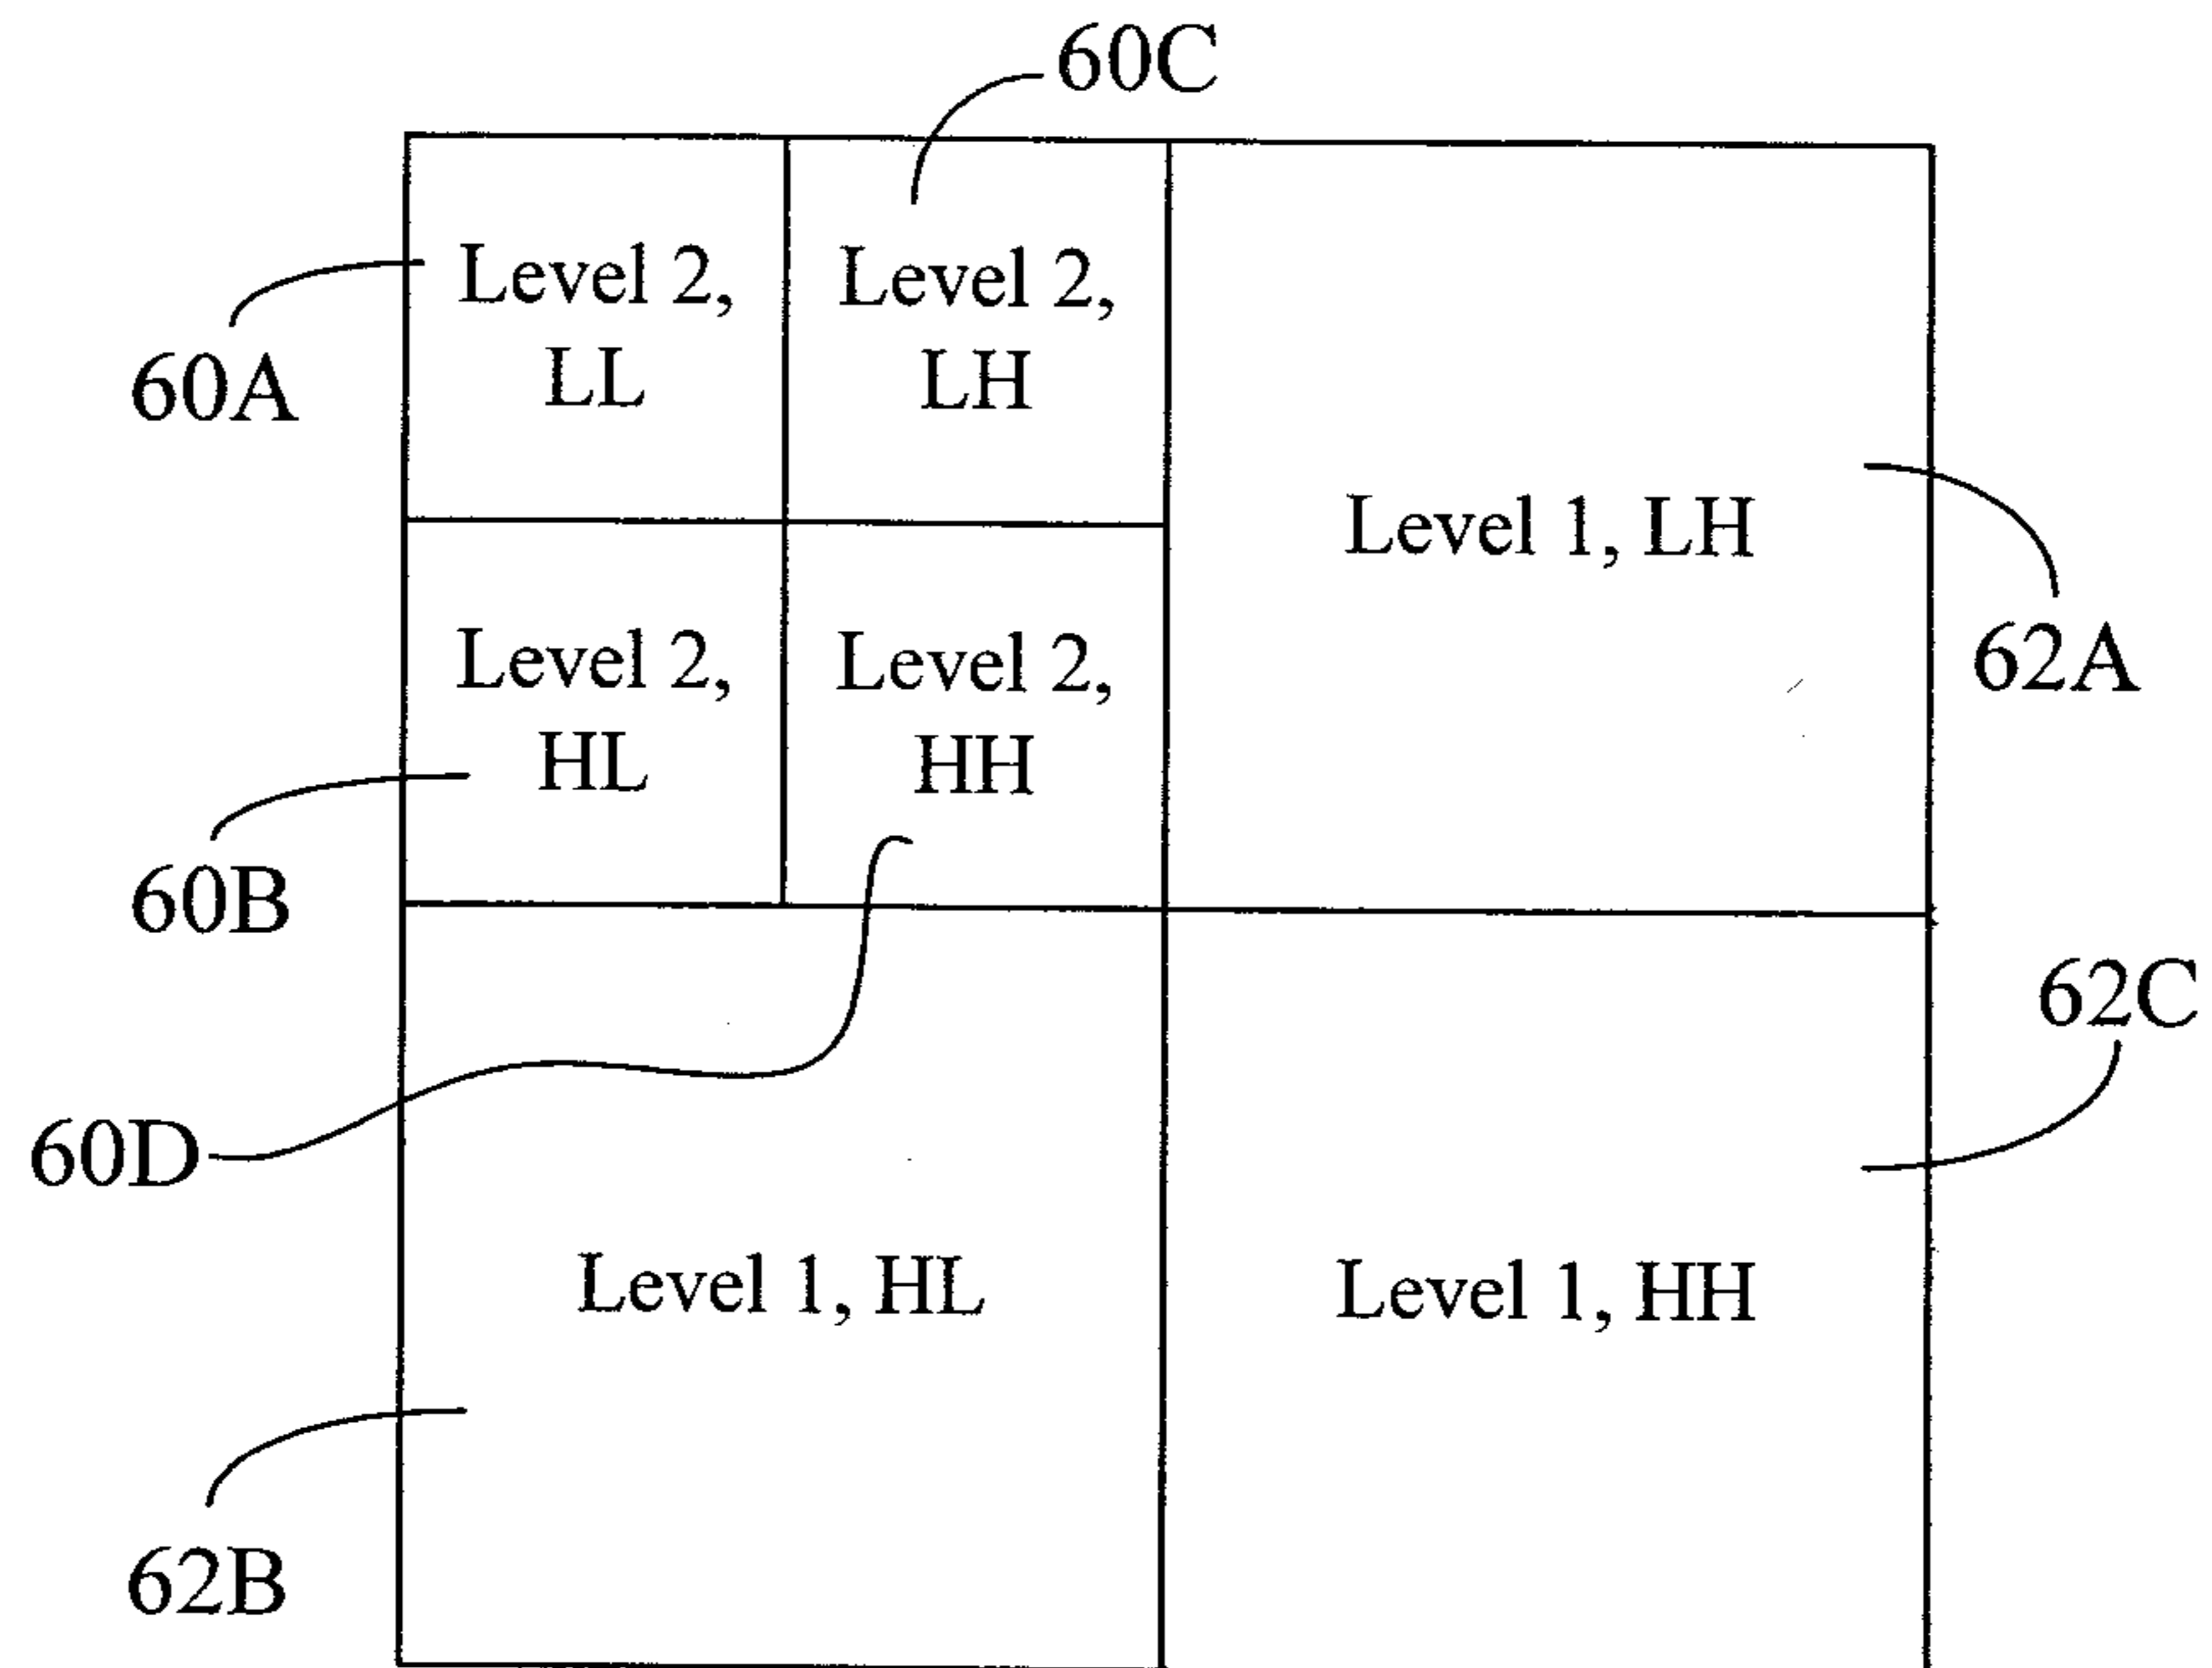 60C
Level 2,
LL
Level 2,
LH
60A
Level 1, LH
62A
Level 2,
HL
Level 2,
HH
60B
62C
60D
Level 1, HL
Level 1, HH
62B